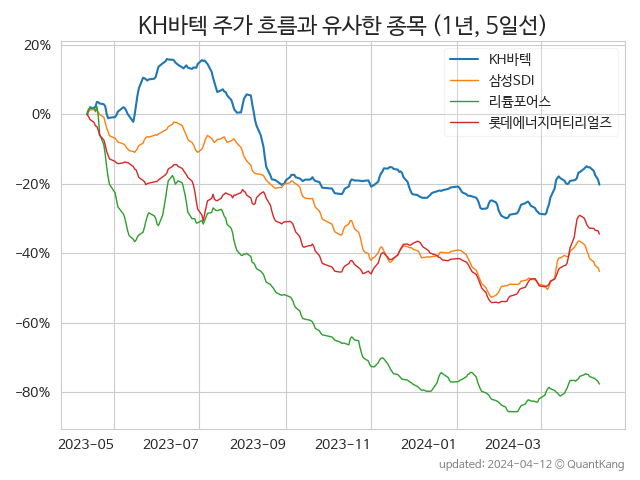 KH바텍 주가 흐름과 유사한 종목 (1년, 5일선)
KH바텍
삼성SDI
리튬포어스
롯데에너지머티리얼즈
20%
0%
−20%
−40%
−60%
−80%
2023−05 2023−07 2023−09 2023−11 2024−01 2024−03
updated: 2024-04-12 © QuantKang